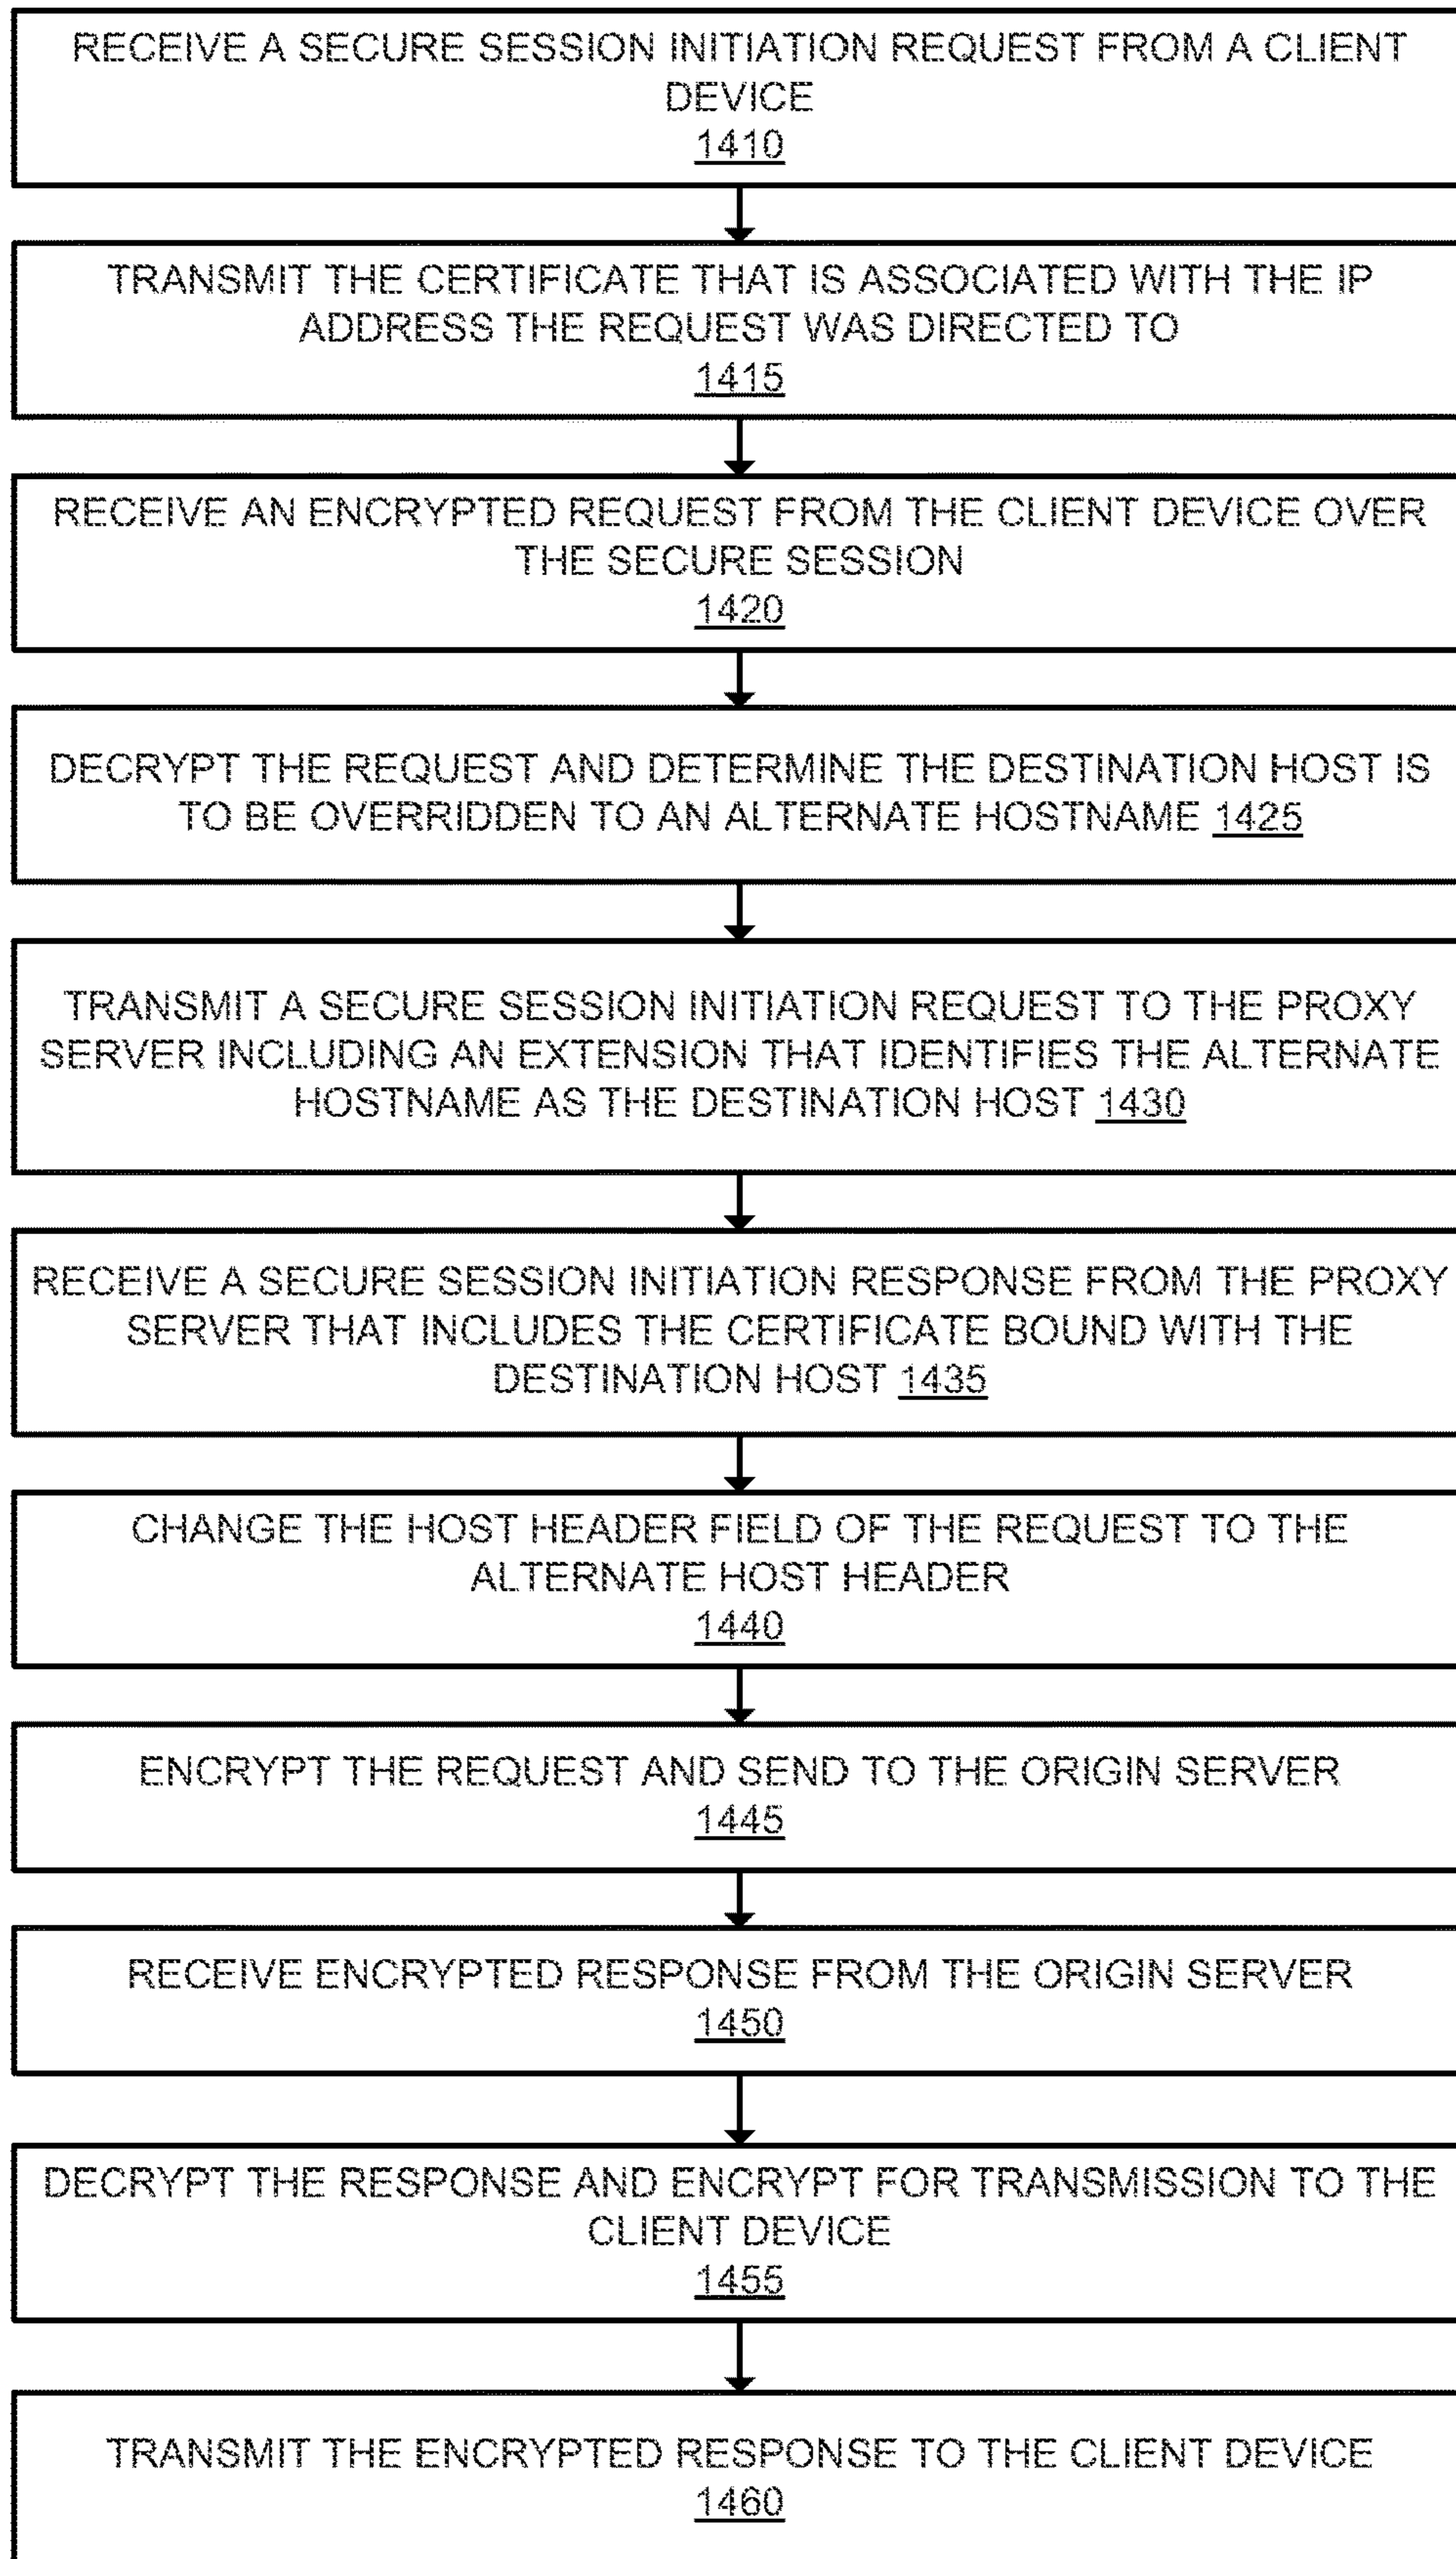 RECEIVE A SECURE SESSION INITIATION REQUEST FROM A CLIENT
DEVICE
1410
TRANSMIT THE CERTIFICATE THAT IS ASSOCIATED WITH THE IP
ADDRESS THE REQUEST WAS DIRECTED TO
1415
RECEIVE AN ENCRYPTED REQUEST FROM THE CLIENT DEVICE OVER
THE SECURE SESSION
1420
DECRYPT THE REQUEST AND DETERMINE THE DESTINATION HOST IS
TO BE OVERRIDDEN TO AN ALTERNATE HOSTNAME 1425
TRANSMIT A SECURE SESSION INITIATION REQUEST TO THE PROXY
SERVER INCLUDING AN EXTENSION THAT IDENTIFIES THE ALTERNATE
HOSTNAME AS THE DESTINATION HOST 1430
RECEIVE A SECURE SESSION INITIATION RESPONSE FROM THE PROXY
SERVER THAT INCLUDES THE CERTIFICATE BOUND WITH THE
DESTINATION HOST 1435
CHANGE THE HOST HEADER FIELD OF THE REQUEST TO THE
ALTERNATE HOST HEADER
1440
ENCRYPT THE REQUEST AND SEND TO THE ORIGIN SERVER
1445
RECEIVE ENCRYPTED RESPONSE FROM THE ORIGIN SERVER
1450
DECRYPT THE RESPONSE AND ENCRYPT FOR TRANSMISSION TO THE
CLIENT DEVICE
1455
TRANSMIT THE ENCRYPTED RESPONSE TO THE CLIENT DEVICE
1460